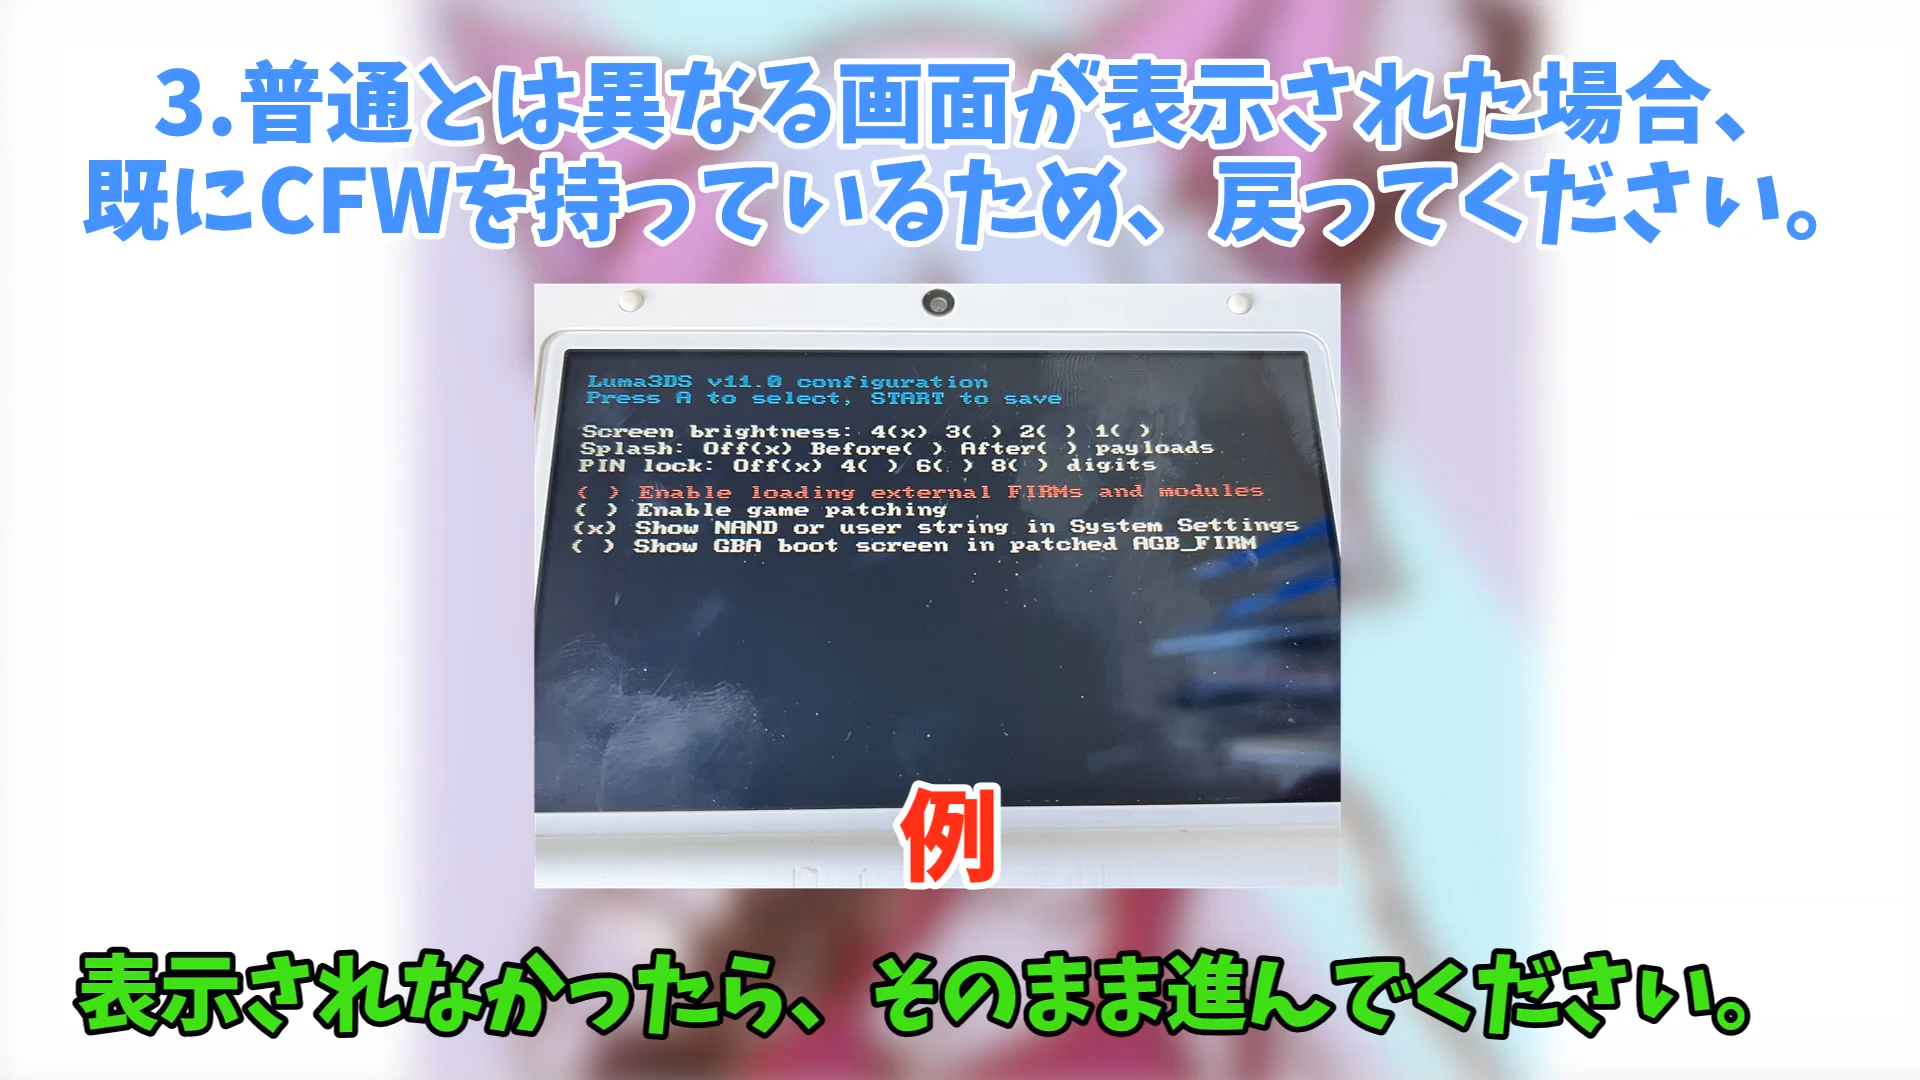 3.普通とは異なる画面が表示された場合、
既にCFWを持っているため、戻ってください。
Luma3DS v11.0 configuration
Press A to select, START to save
Screen brightness: 4(x) 3( ) 2( ) 1( )
Splash: Off(x) Before( ) After( ) payloads
PIN lock: Off(x) 4( ) 6( ) 8( ) digits
( ) Enable loading external FIRMs and modules
( ) Enable game patching
(x) Show NAND or user string in System Settings
( ) Show GBA boot screen in patched AGB_FIRM
例
表示されなかったら、そのまま進んでください。